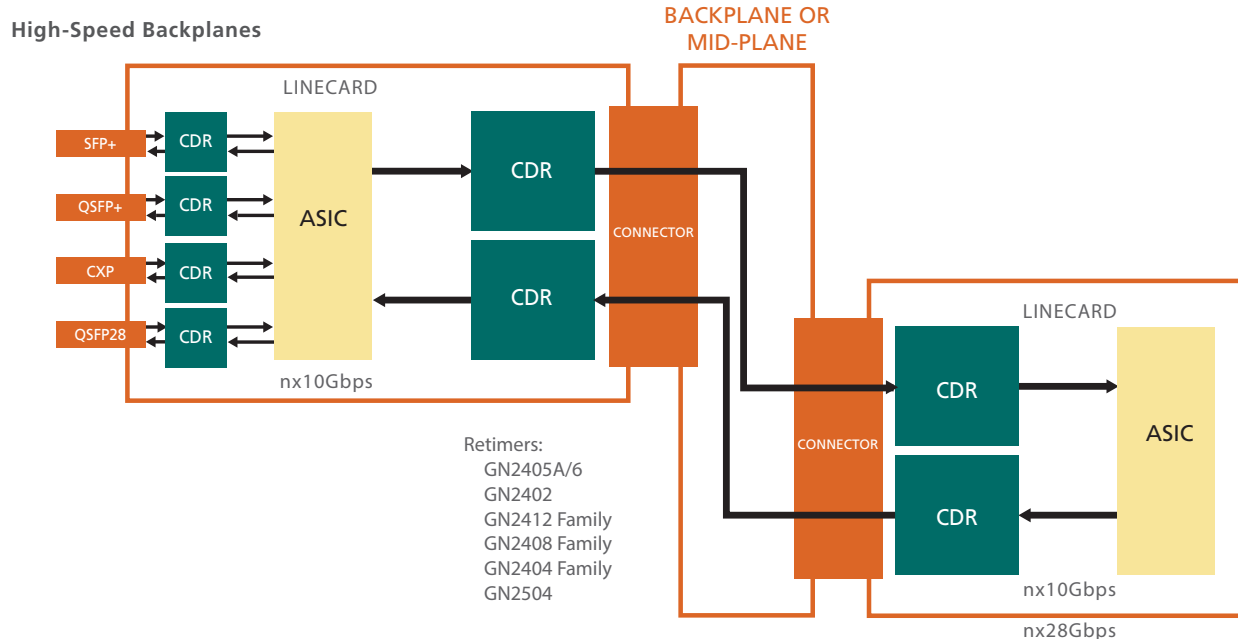 High-Speed Backplanes
BACKPLANE OR
MID-PLANE
LINECARD
SFP+
CDR
QSFP+
CDR
CXP
CDR
QSFP28
CDR
ASIC
CDR
CDR
CONNECTOR
nx10Gbps
Retimers:
GN2405A/6
GN2402
GN2412 Family
GN2408 Family
GN2404 Family
GN2504
CONNECTOR
LINECARD
CDR
CDR
ASIC
nx10Gbps
nx28Gbps